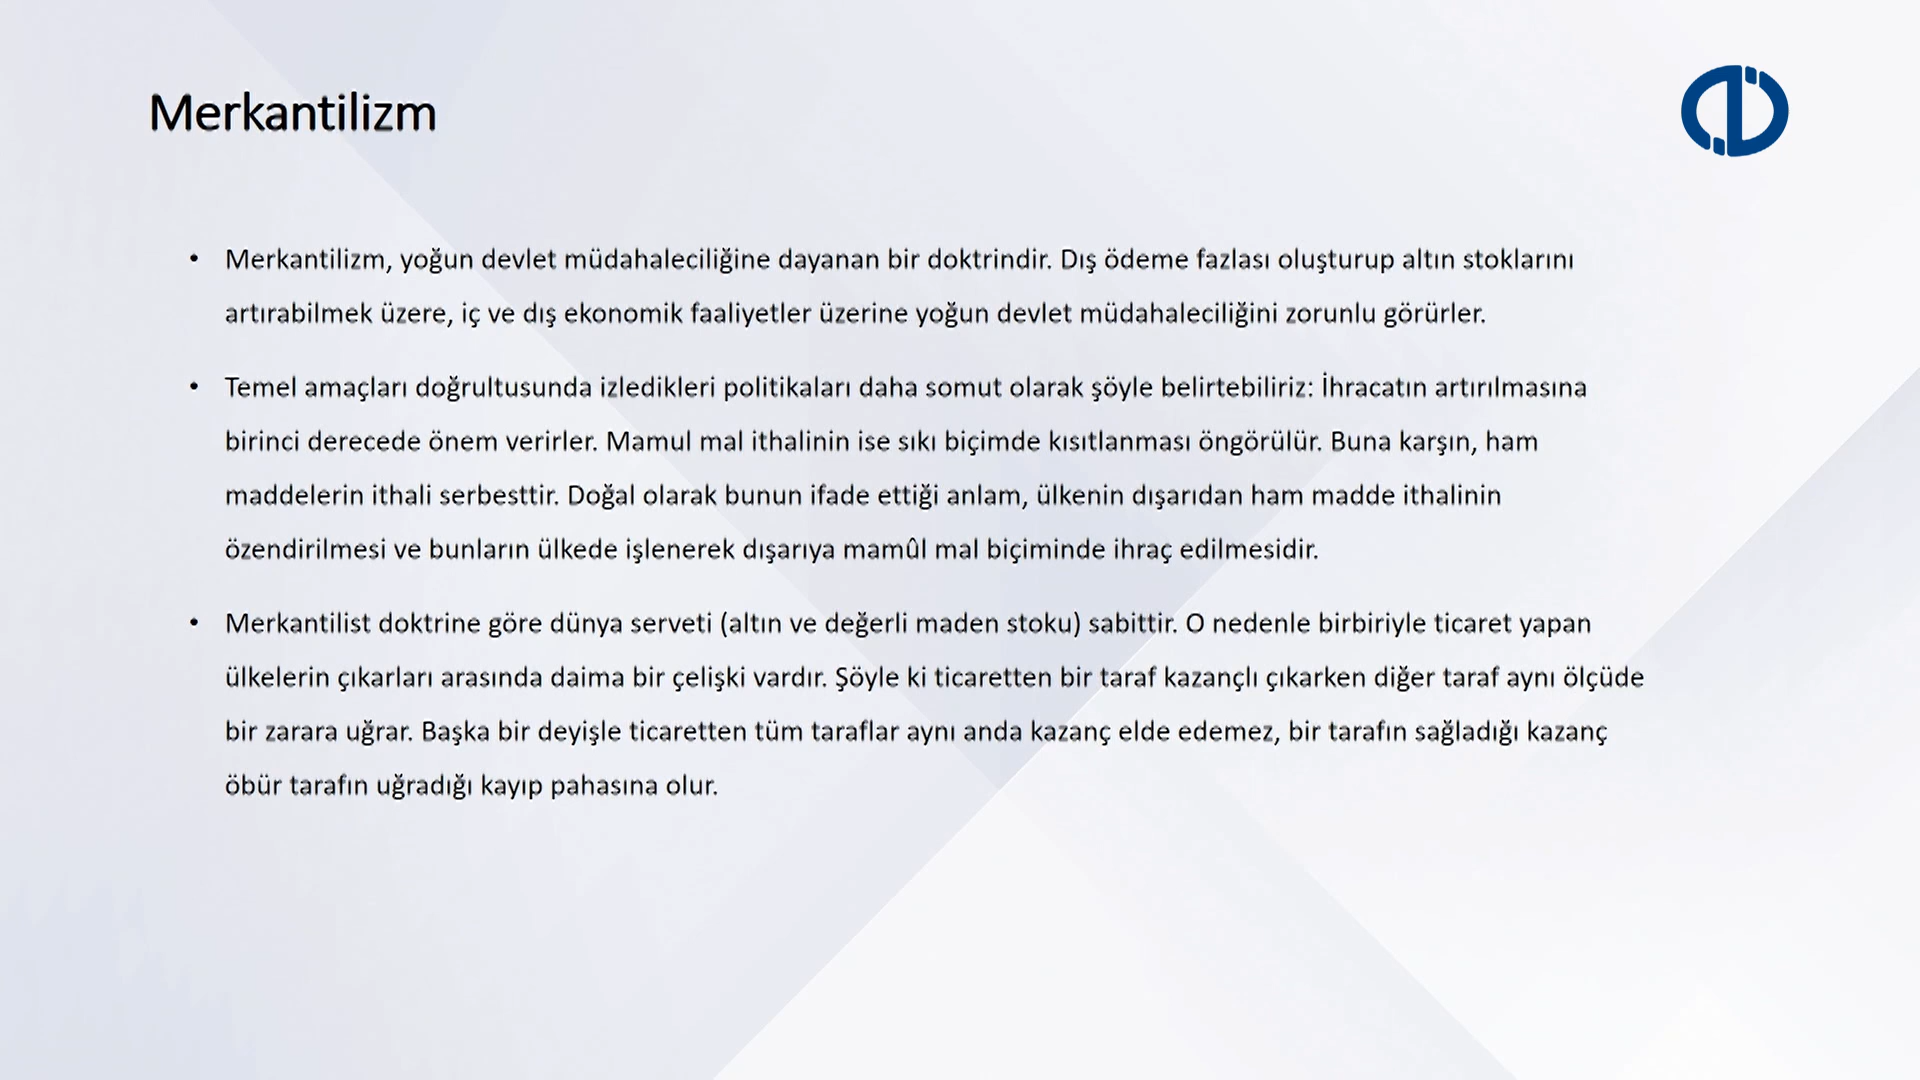 Merkantilizm
• Merkantilizm, yoğun devlet müdahaleciliğine dayanan bir doktrindir. Dış ödeme fazlası oluşturup altın stoklarını
artırabilmek üzere, iç ve dış ekonomik faaliyetler üzerine yoğun devlet müdahaleciliğini zorunlu görürler.
• Temel amaçları doğrultusunda izledikleri politikaları daha somut olarak şöyle belirtebiliriz: İhracatın artırılmasına
birinci derecede önem verirler. Mamul mal ithalinin ise sıkı biçimde kısıtlanması öngörülür. Buna karşın, ham
maddelerin ithali serbesttir. Doğal olarak bunun ifade ettiği anlam, ülkenin dışarıdan ham madde ithalinin
özendirilmesi ve bunların ülkede işlenerek dışarıya mamûl mal biçiminde ihraç edilmesidir.
• Merkantilist doktrine göre dünya serveti (altın ve değerli maden stoku) sabittir. O nedenle birbiriyle ticaret yapan
ülkelerin çıkarları arasında daima bir çelişki vardır. Şöyle ki ticaretten bir taraf kazançlı çıkarken diğer taraf aynı ölçüde
bir zarara uğrar. Başka bir deyişle ticaretten tüm taraflar aynı anda kazanç elde edemez, bir tarafın sağladığı kazanç
öbür tarafın uğradığı kayıp pahasına olur.